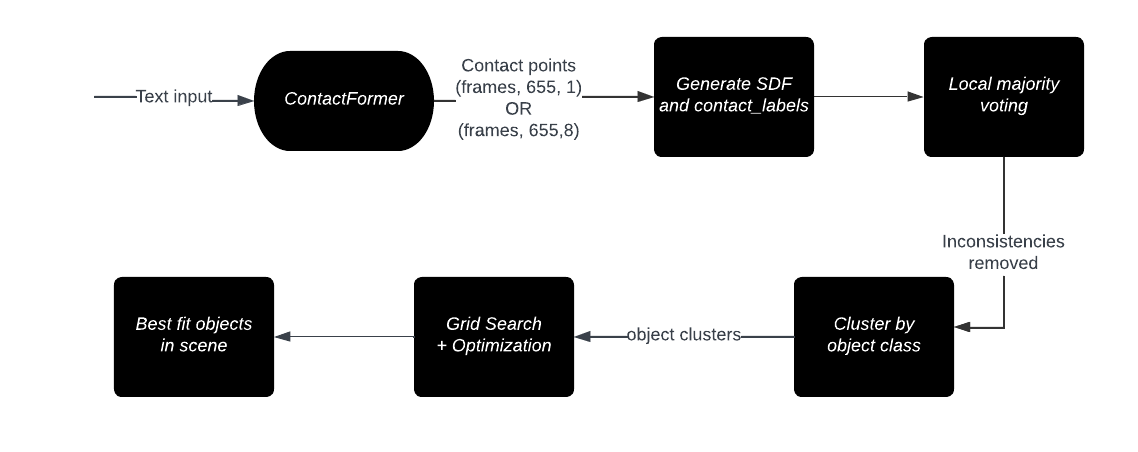 Text input
ContactFormer
Contact points
(frames, 655, 1)
OR
(frames, 655,8)
Generate SDF
and contact_labels
Local majority
voting
Inconsistencies
removed
Cluster by
object class
object clusters
Grid Search
+ Optimization
Best fit objects
in scene